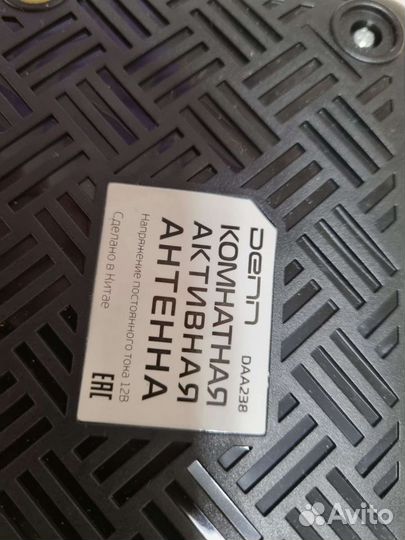 Denn
DAA238
КОМНАТНАЯ
АКТИВНАЯ
АНТЕННА
Напряжение постоянного тока 12В
Сделано в Китае
EAC
Avito